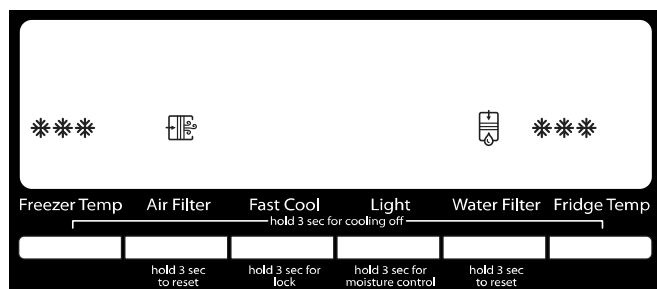 Freezer Temp Air Filter Fast Cool Light Water Filter Fridge Temp
hold 3 sec for cooling off
hold 3 sec
to reset
hold 3 sec for
lock
hold 3 sec for
moisture control
hold 3 sec
to reset